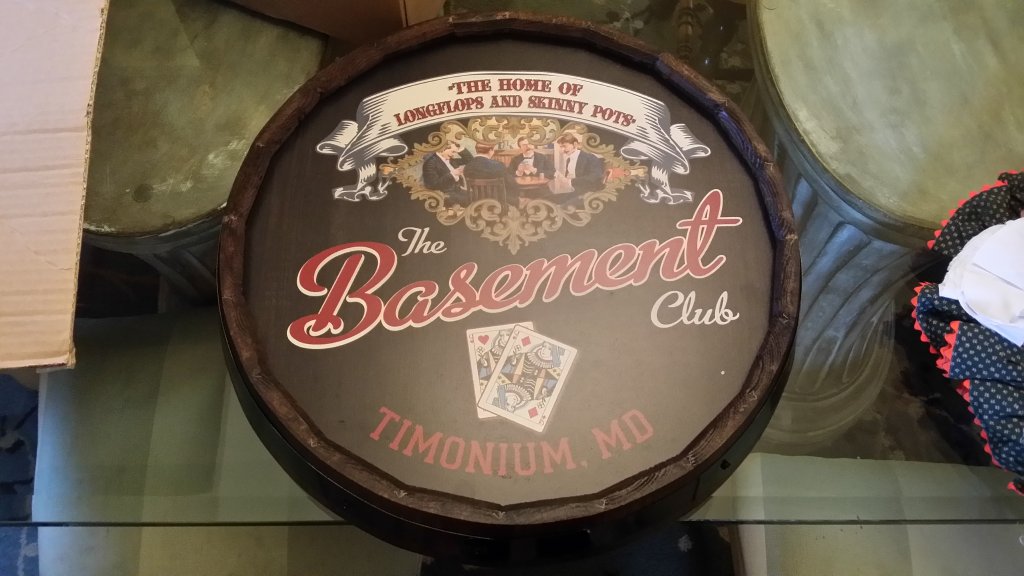 "THE HOME OF
LONGFLOPS AND SKINNY POTS"
The
Basement
Club
TIMONIUM, MD